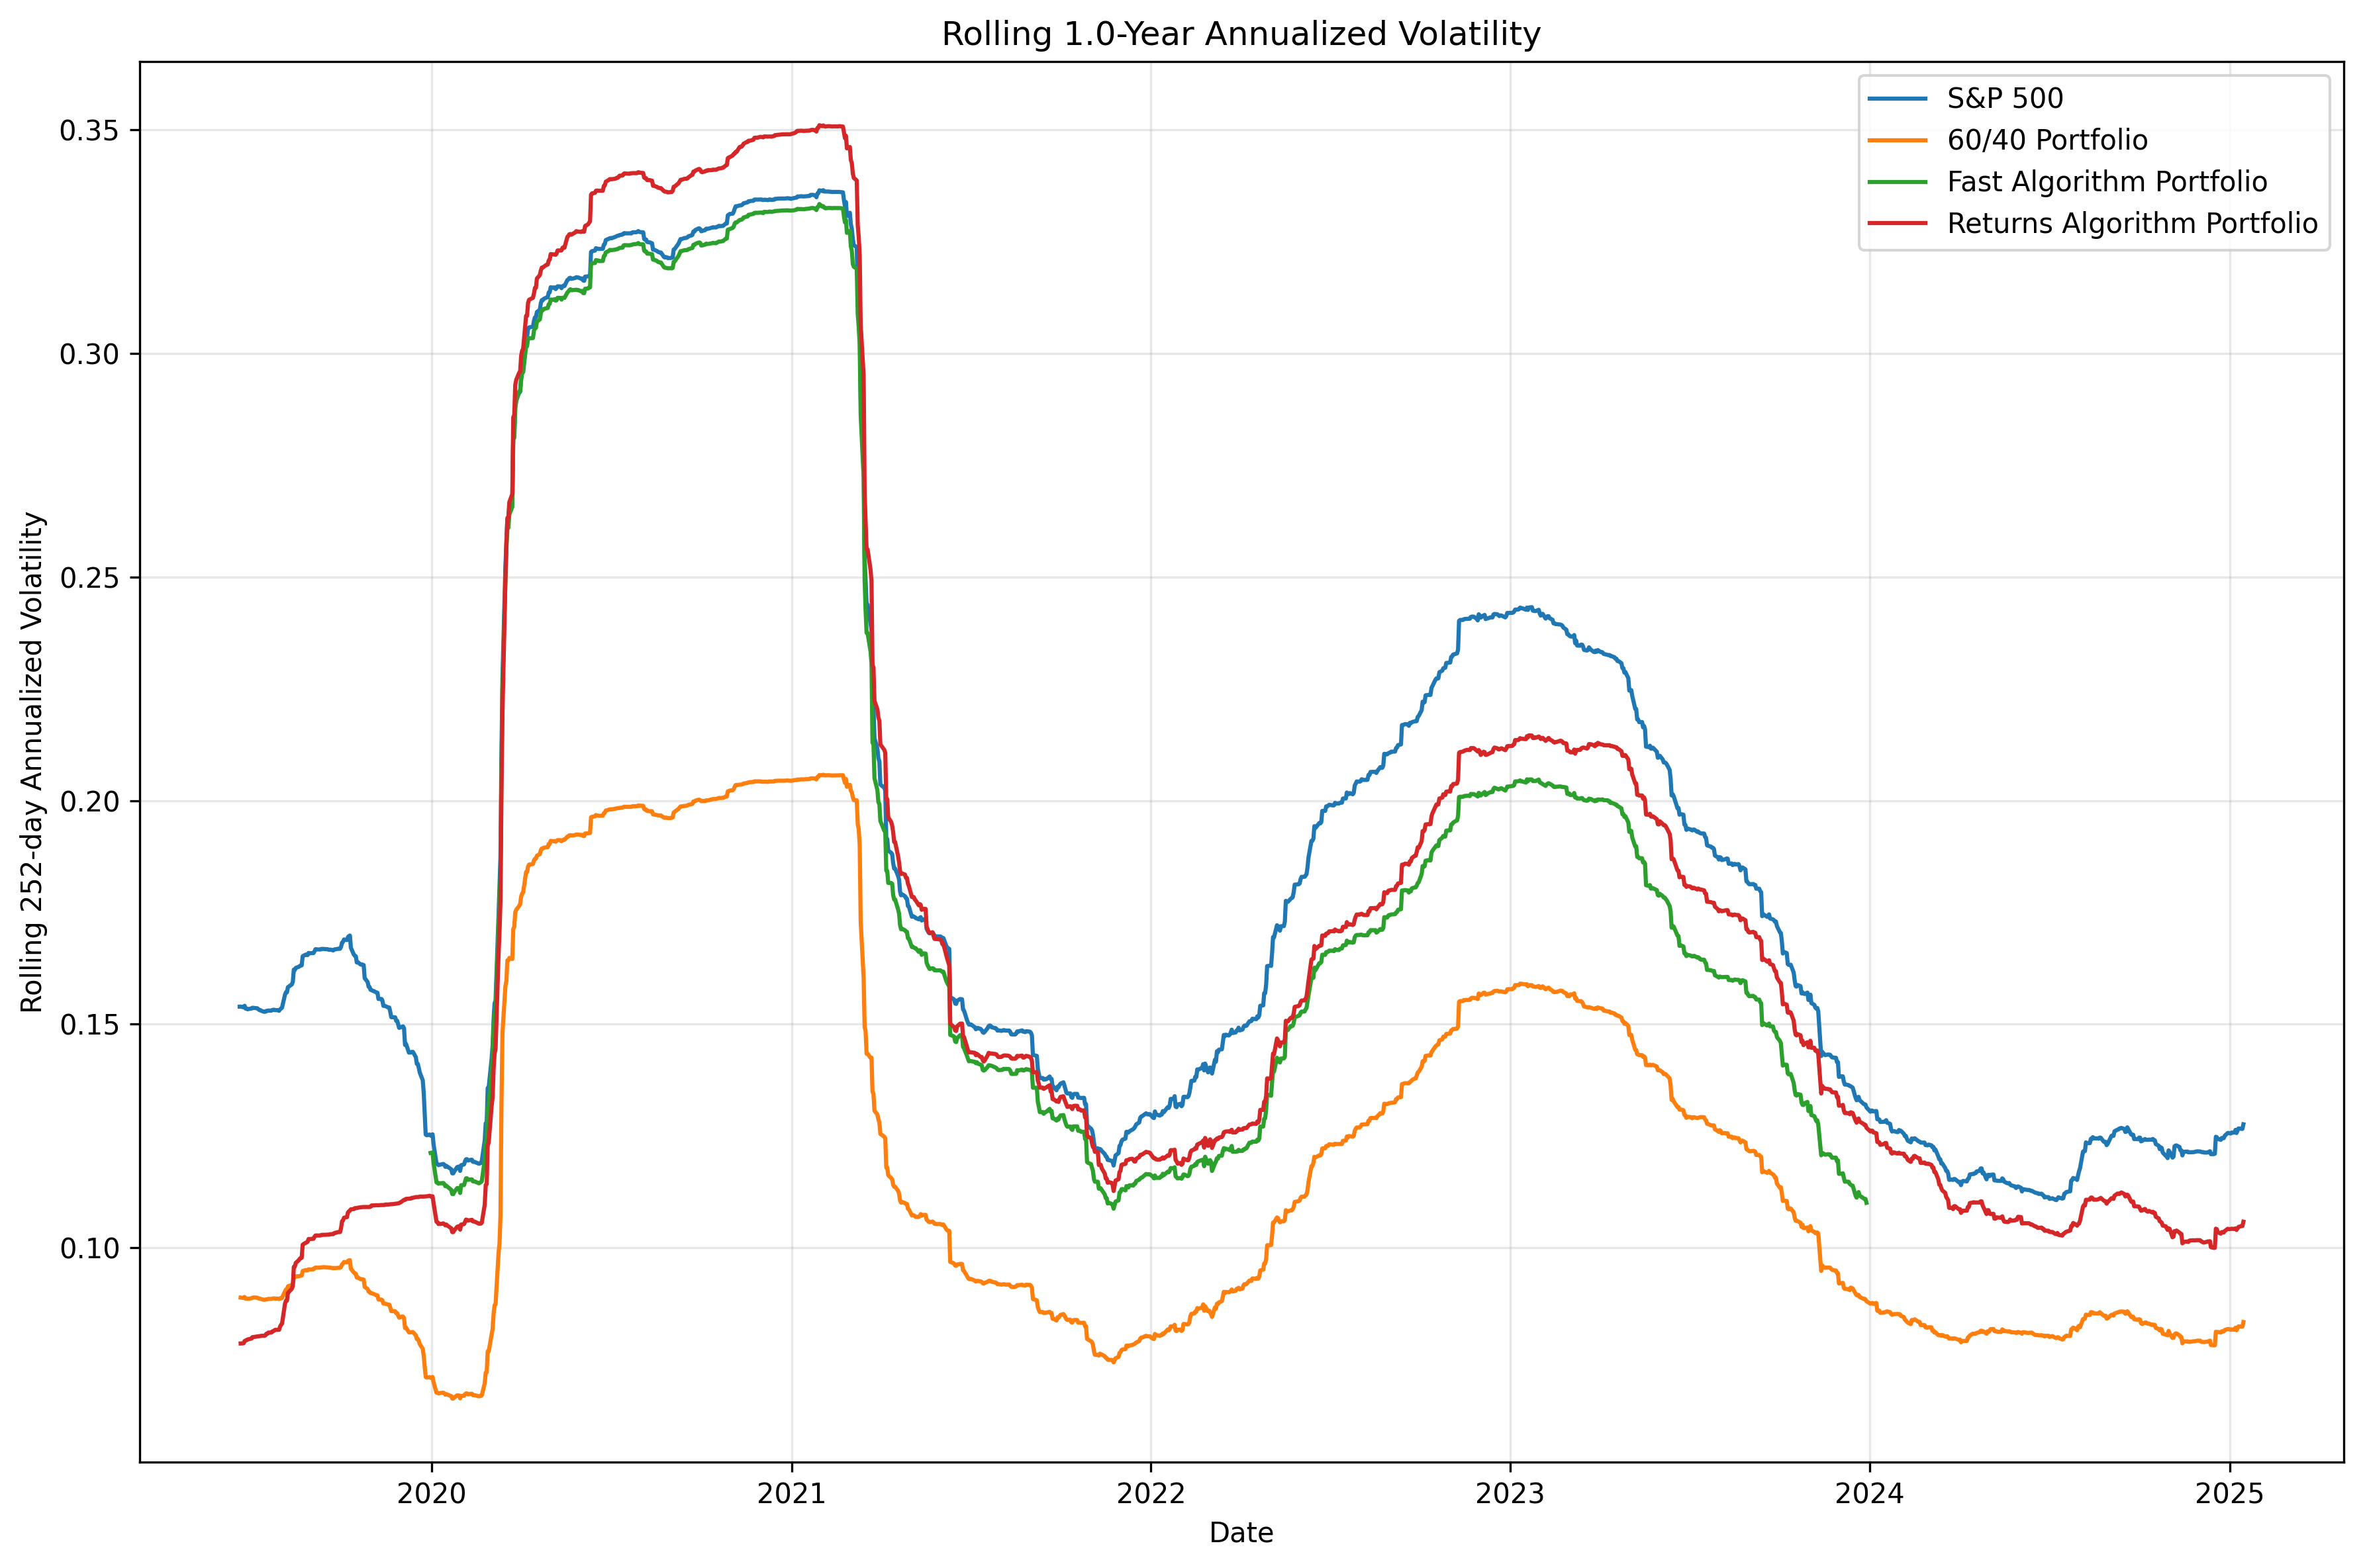 Rolling 1.0-Year Annualized Volatility
S&P 500
60/40 Portfolio
Fast Algorithm Portfolio
Returns Algorithm Portfolio
Rolling 252-day Annualized Volatility
0.35
0.30
0.25
0.20
0.15
0.10
2020
2021
2022
2023
2024
2025
Date